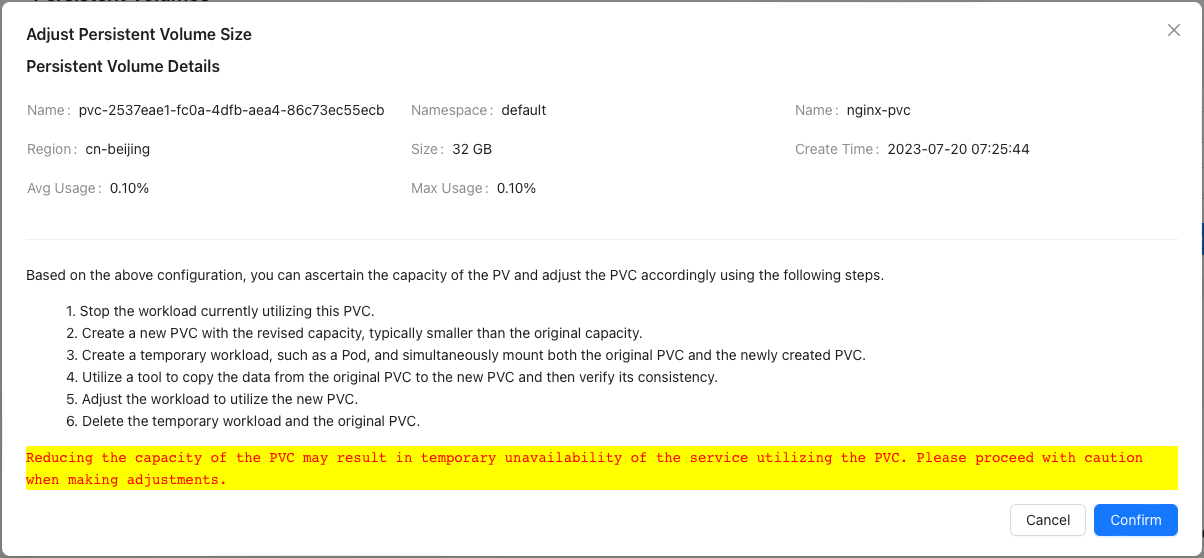 Adjust Persistent Volume Size
Persistent Volume Details
Name : pvc-2537eae1-fc0a-4dfb-aea4-86c73ec55ecb Namespace : default Name : nginx-pvc
Region : cn-beijing Size : 32 GB Create Time : 2023-07-20 07:25:44
Avg Usage : 0.10% Max Usage : 0.10%
Based on the above configuration, you can ascertain the capacity of the PV and adjust the PVC accordingly using the following steps.
1. Stop the workload currently utilizing this PVC.
2. Create a new PVC with the revised capacity, typically smaller than the original capacity.
3. Create a temporary workload, such as a Pod, and simultaneously mount both the original PVC and the newly created PVC.
4. Utilize a tool to copy the data from the original PVC to the new PVC and then verify its consistency.
5. Adjust the workload to utilize the new PVC.
6. Delete the temporary workload and the original PVC.
Reducing the capacity of the PVC may result in temporary unavailability of the service utilizing the PVC. Please proceed with caution
when making adjustments.
Cancel Confirm